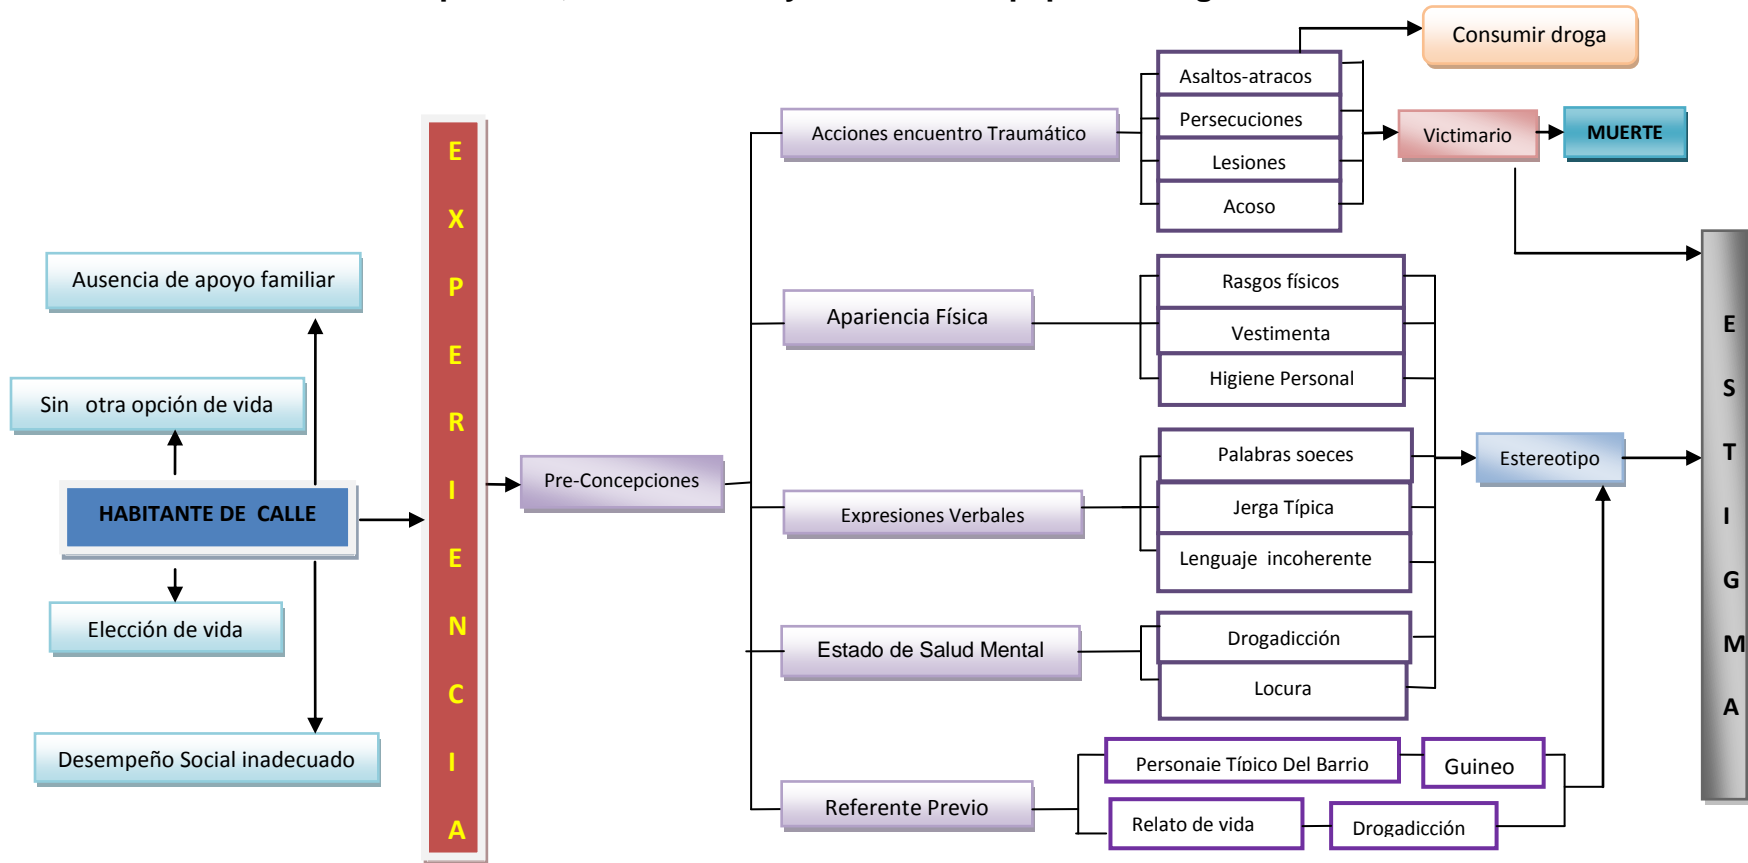 Consumir droga
Asaltos-atracos
Persecuciones
Lesiones
Acoso
Acciones encuentro Traumático
Victimario
MUERTE
EXPERIENCIA
Ausencia de apoyo familiar
Sin otra opción de vida
HABITANTE DE CALLE
Elección de vida
Desempeño Social inadecuado
Pre-Concepciones
Apariencia Física
Rasgos físicos
Vestimenta
Higiene Personal
Expresiones Verbales
Palabras soeces
Jerga Típica
Lenguaje incoherente
Estereotipo
Estado de Salud Mental
Drogadicción
Locura
Referente Previo
Personaje Típico Del Barrio
Guineo
Relato de vida
Drogadicción
ESTIGMA